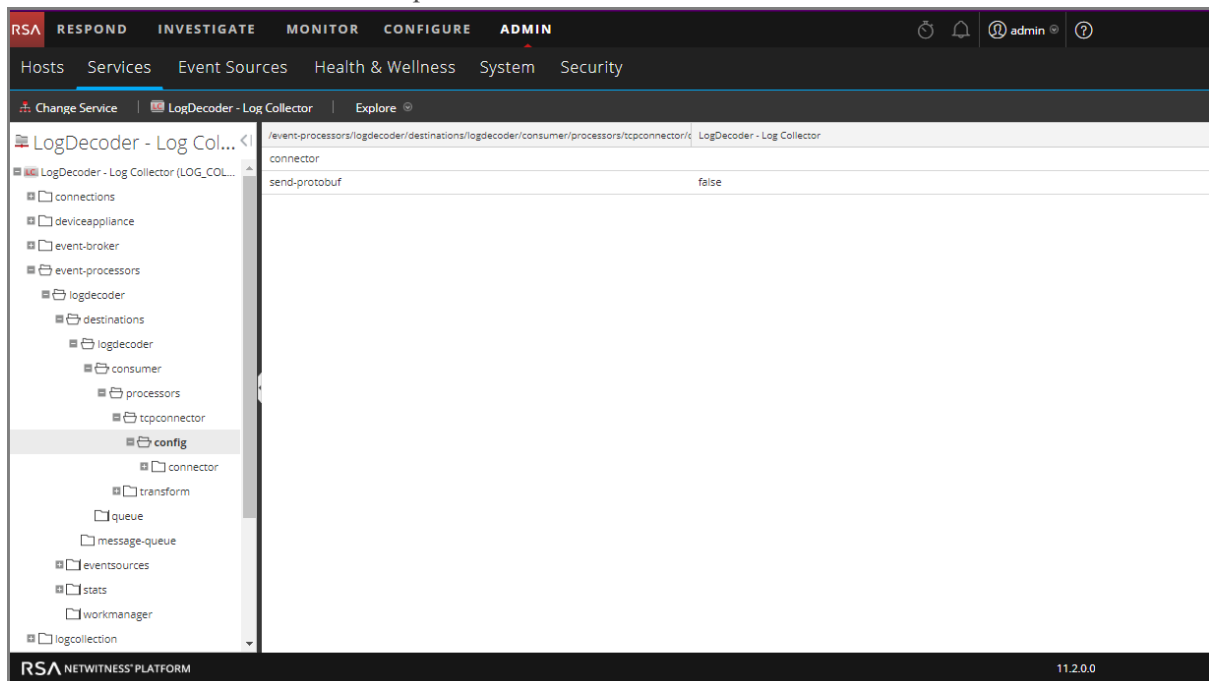 RSA RESPOND INVESTIGATE MONITOR CONFIGURE ADMIN admin ?
Hosts Services Event Sources Health & Wellness System Security
Change Service LC LogDecoder - Log Collector Explore
LogDecoder - Log Col...
/event-processors/logdecoder/destinations/logdecoder/consumer/processors/tcpconnector/c LogDecoder - Log Collector
connector
send-protobuf false
LC LogDecoder - Log Collector (LOG_COL...
connections
deviceappliance
event-broker
event-processors
logdecoder
destinations
logdecoder
consumer
processors
tcpconnector
config
connector
transform
queue
message-queue
eventsources
stats
workmanager
logcollection
RSA NETWITNESS® PLATFORM 11.2.0.0